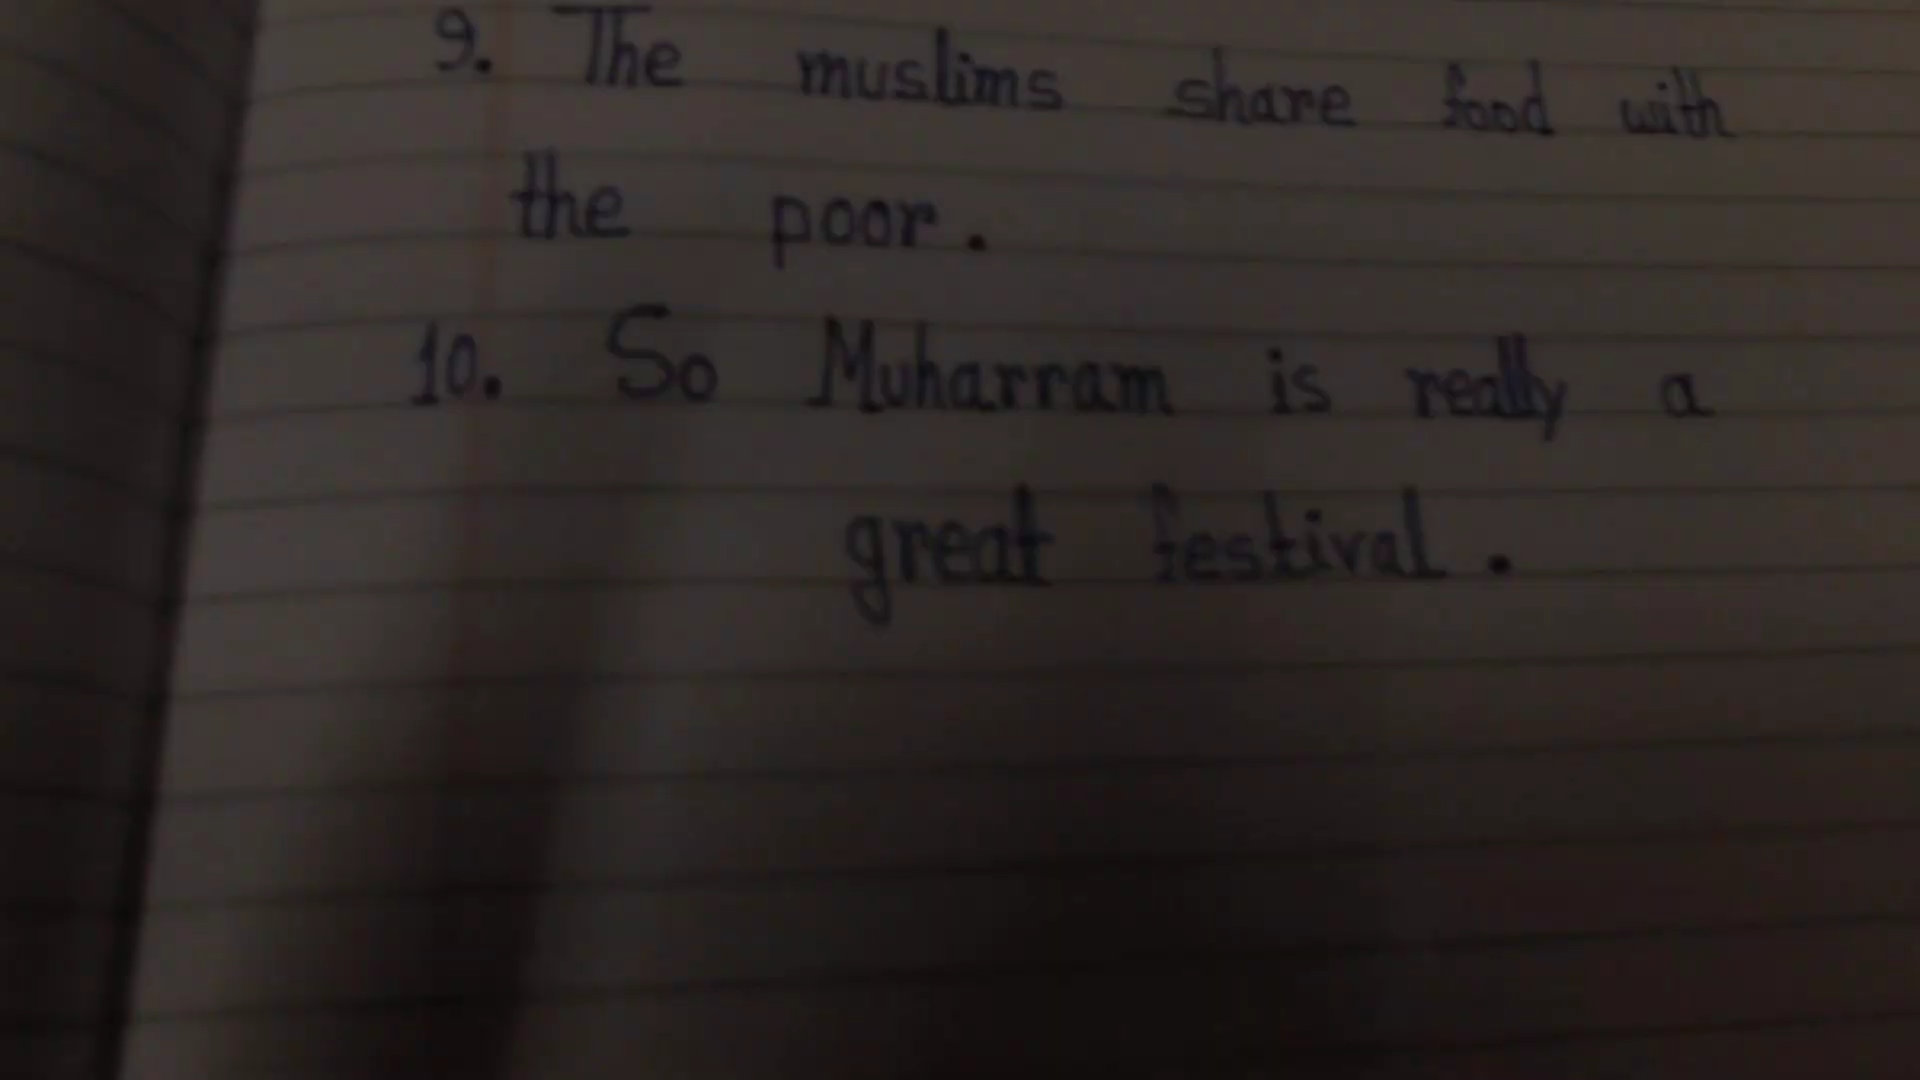 9. The muslims share food with
the poor.
10. So Muharram is really a
great festival.